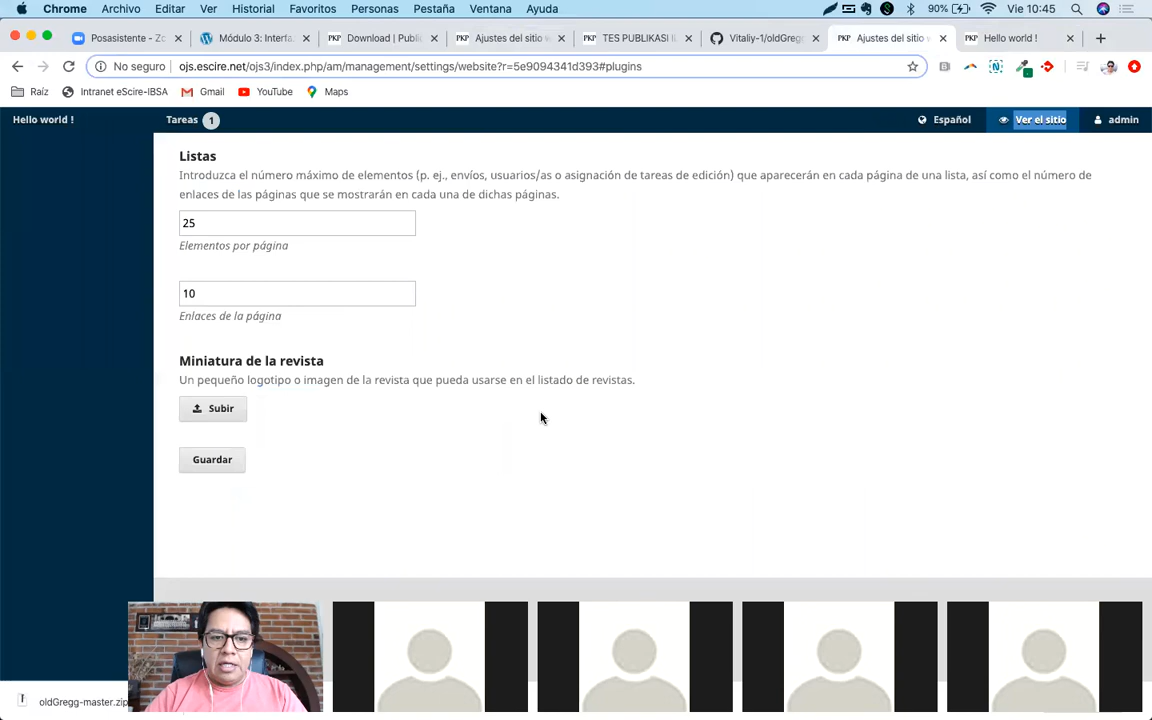 Chrome Archivo Editar Ver Historial Favoritos Personas Pestaña Ventana Ayuda 90% Vie 10:45
Posasistente - Zo Módulo 3: Interfa Download | Publi Ajustes del sitio w TES PUBLIKASI IL Vitaliy-1/oldGreg Ajustes del sitio w Hello world !
No seguro ojs.escire.net/ojs3/index.php/am/management/settings/website?r=5e9094341d393#plugins
Raíz Intranet eScire-IBSA Gmail YouTube Maps
Hello world ! Tareas 1 Español Ver el sitio admin
Listas
Introduzca el número máximo de elementos (p. ej., envíos, usuarios/as o asignación de tareas de edición) que aparecerán en cada página de una lista, así como el número de
enlaces de las páginas que se mostrarán en cada una de dichas páginas.
25
Elementos por página
10
Enlaces de la página
Miniatura de la revista
Un pequeño logotipo o imagen de la revista que pueda usarse en el listado de revistas.
Subir
Guardar
oldGregg-master.zip